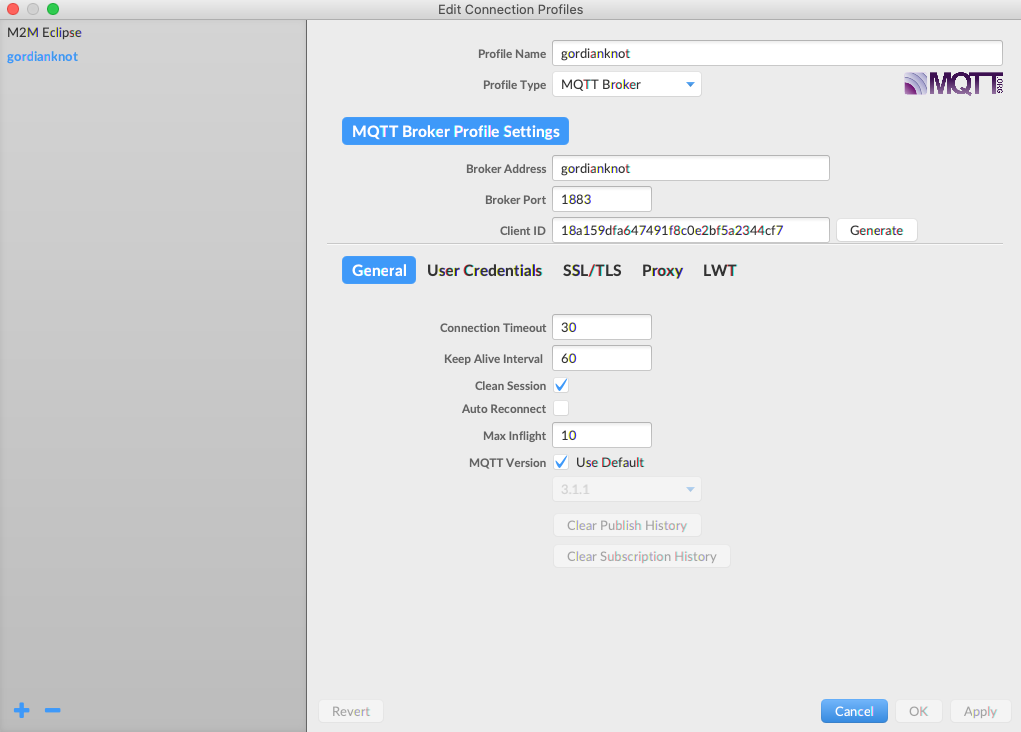 Edit Connection Profiles
M2M Eclipse
gordianknot
Profile Name gordianknot
Profile Type MQTT Broker
MQTT.ORG
MQTT Broker Profile Settings
Broker Address gordianknot
Broker Port 1883
Client ID 18a159dfa647491f8c0e2bf5a2344cf7 Generate
General User Credentials SSL/TLS Proxy LWT
Connection Timeout 30
Keep Alive Interval 60
Clean Session
Auto Reconnect
Max Inflight 10
MQTT Version Use Default
3.1.1
Clear Publish History
Clear Subscription History
Revert Cancel OK Apply